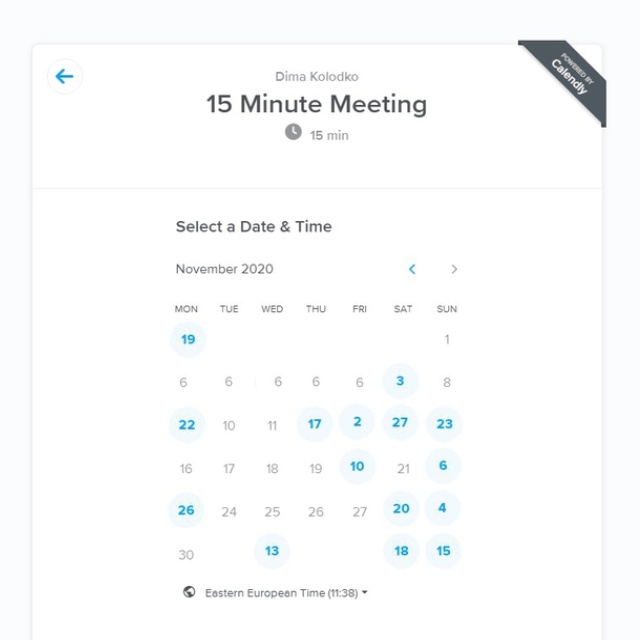 Dima Kolodko
15 Minute Meeting
15 min
POWERED BY
Calendly
Select a Date & Time
November 2020
MON TUE WED THU FRI SAT SUN
19 1
6 6 6 6 6 3 8
22 10 11 17 2 27 23
16 17 18 19 10 21 6
26 24 25 26 27 20 4
30 13 18 15
Eastern European Time (11:38)